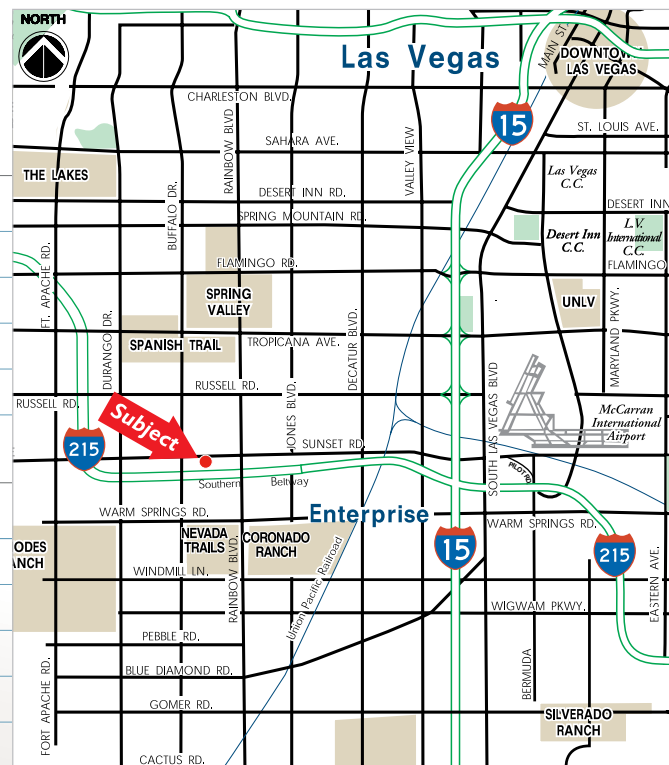 NORTH
Las Vegas
MAIN ST.
DOWNTOWN
LAS VEGAS
CHARLESTON BLVD.
15
ST. LOUIS AVE.
SAHARA AVE.
RAINBOW BLVD
VALLEY VIEW
THE LAKES
Las Vegas
C.C.
DESERT INN RD.
DESERT INN
BUFFALO DR.
SPRING MOUNTAIN RD.
Desert Inn
C.C.
L.V.
International
C.C.
FLAMINGO RD.
FLAMINGO
FT. APACHE RD.
SPRING
VALLEY
UNLV
MARYLAND PKWY.
DURANGO DR.
SPANISH TRAIL
TROPICANA AVE.
DECATUR BLVD.
RUSSELL RD.
RUSSELL RD.
JONES BLVD.
SOUTH LAS VEGAS BLVD
McCarran
International
Airport
Subject
215
SUNSET RD.
PILOT RD.
Southern Beltway
WARM SPRINGS RD.
Enterprise
WARM SPRINGS RD.
ODES
ANCH
NEVADA
TRAILS
CORONADO
RANCH
15
215
WINDMILL LN.
RAINBOW BLVD.
Union Pacific Railroad
EASTERN AVE.
WIGWAM PKWY.
PEBBLE RD.
BLUE DIAMOND RD.
BERMUDA
FORT APACHE RD.
GOMER RD.
SILVERADO
RANCH
CACTUS RD.